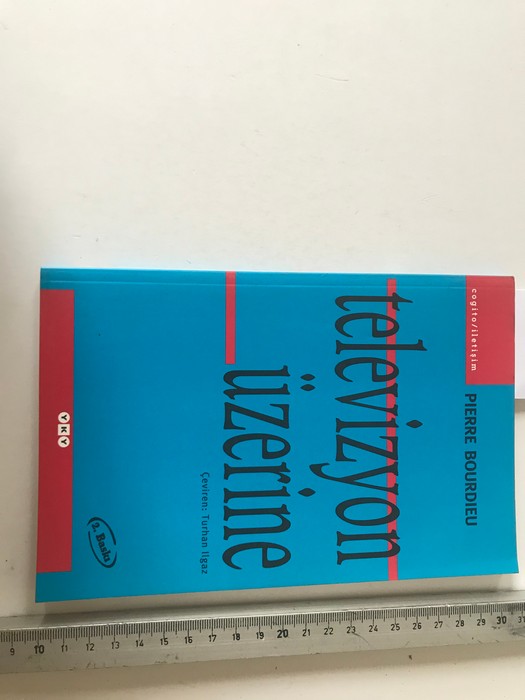 cogito/iletişim
PIERRE BOURDIEU
televizyon
üzerine
Çeviren: Turhan Ilgaz
2. Baskı
YKY
9 10 11 12 13 14 15 16 17 18 19 20 21 22 23 24 25 26 27 28 29 30 31